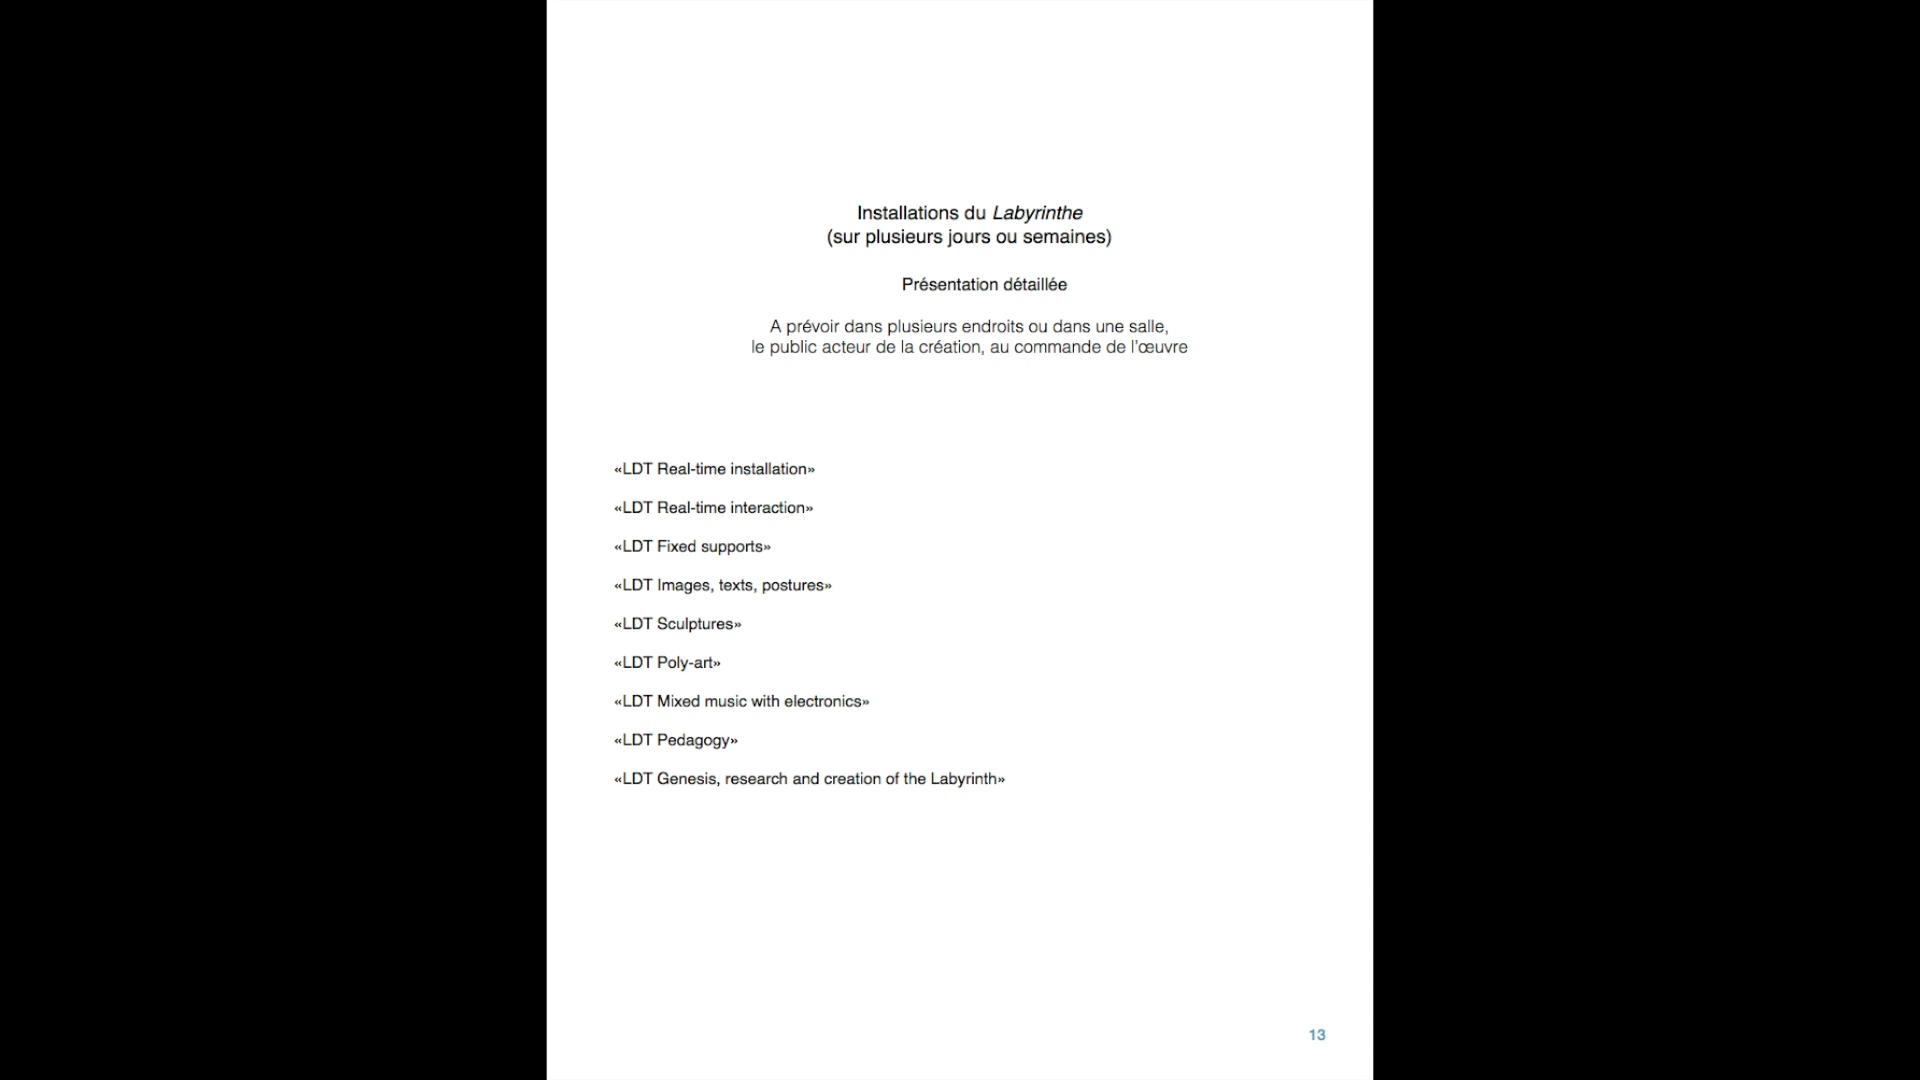 Installations du Labyrinthe
(sur plusieurs jours ou semaines)
Présentation détaillée
A prévoir dans plusieurs endroits ou dans une salle,
le public acteur de la création, au commande de l'œuvre
«LDT Real-time installation»
«LDT Real-time interaction»
«LDT Fixed supports»
«LDT Images, texts, postures»
«LDT Sculptures»
«LDT Poly-art»
«LDT Mixed music with electronics»
«LDT Pedagogy»
«LDT Genesis, research and creation of the Labyrinth»
13